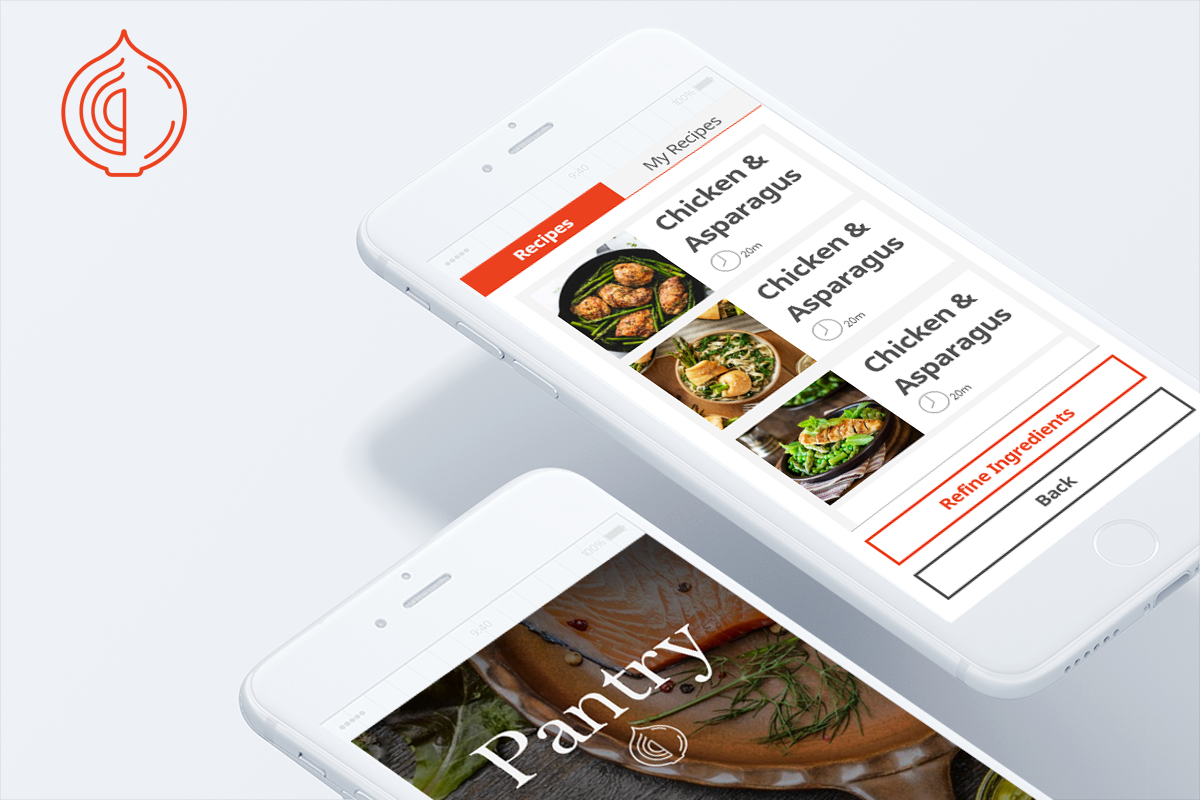 100%
9:40
Recipes
My Recipes
Chicken &
Asparagus
20m
Chicken &
Asparagus
20m
Chicken &
Asparagus
20m
Refine Ingredients
Back
100%
9:40
Pantry